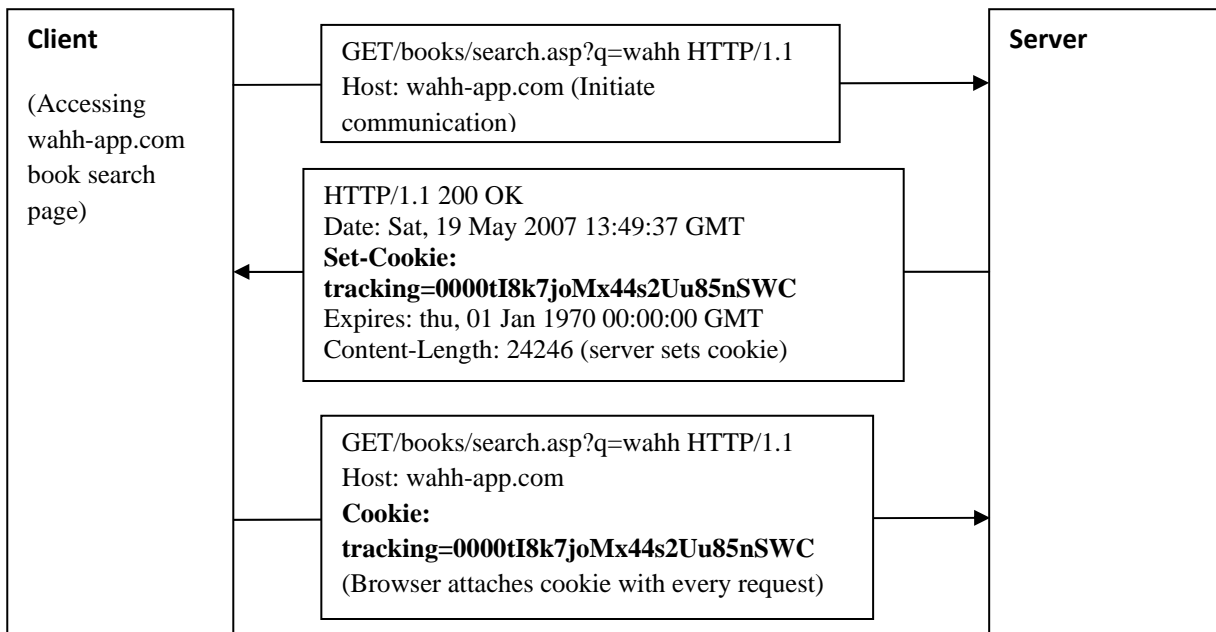 Client
(Accessing
wahh-app.com
book search
page)
GET/books/search.asp?q=wahh HTTP/1.1
Host: wahh-app.com (Initiate
communication)
Server
HTTP/1.1 200 OK
Date: Sat, 19 May 2007 13:49:37 GMT
Set-Cookie:
tracking=0000tI8k7joMx44s2Uu85nSWC
Expires: thu, 01 Jan 1970 00:00:00 GMT
Content-Length: 24246 (server sets cookie)
GET/books/search.asp?q=wahh HTTP/1.1
Host: wahh-app.com
Cookie:
tracking=0000tI8k7joMx44s2Uu85nSWC
(Browser attaches cookie with every request)